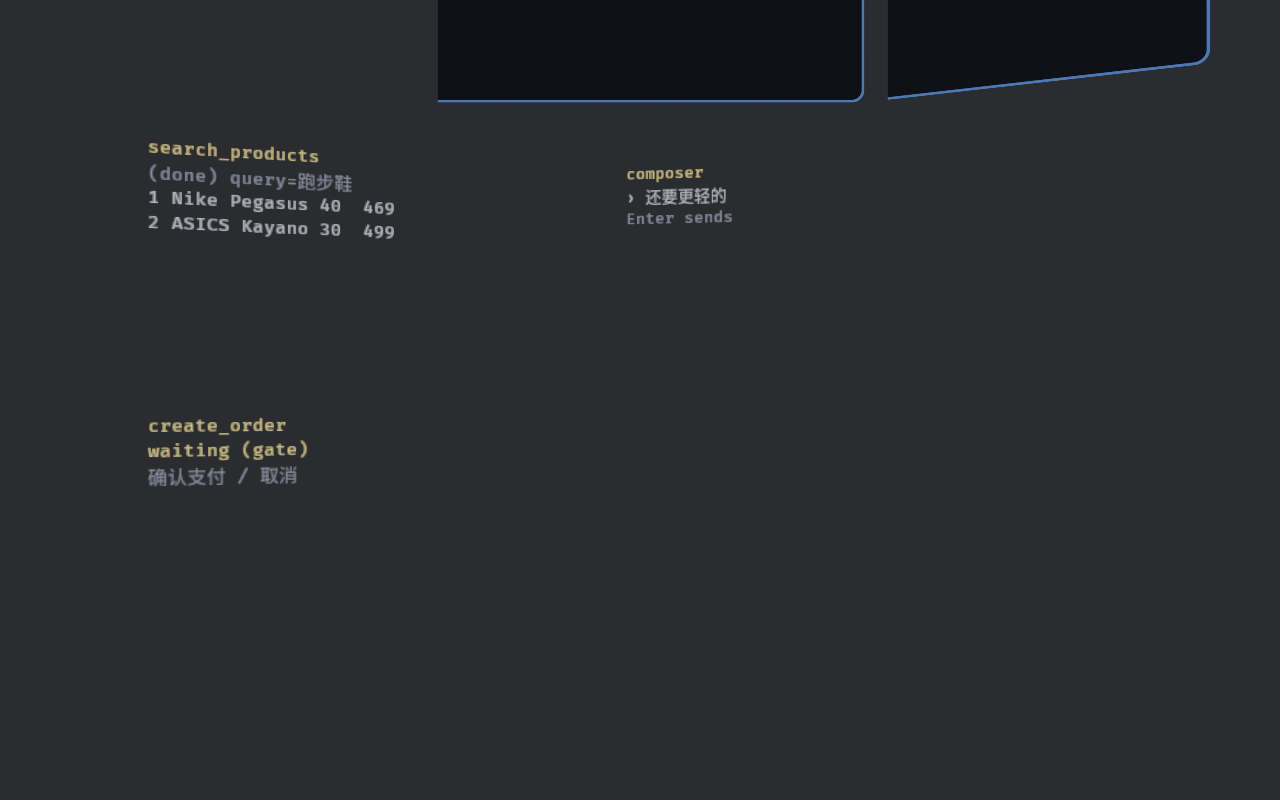 search_products
(done) query=跑步鞋
1 Nike Pegasus 40  469
2 ASICS Kayano 30  499
composer
› 还要更轻的
Enter sends
create_order
waiting (gate)
确认支付 / 取消